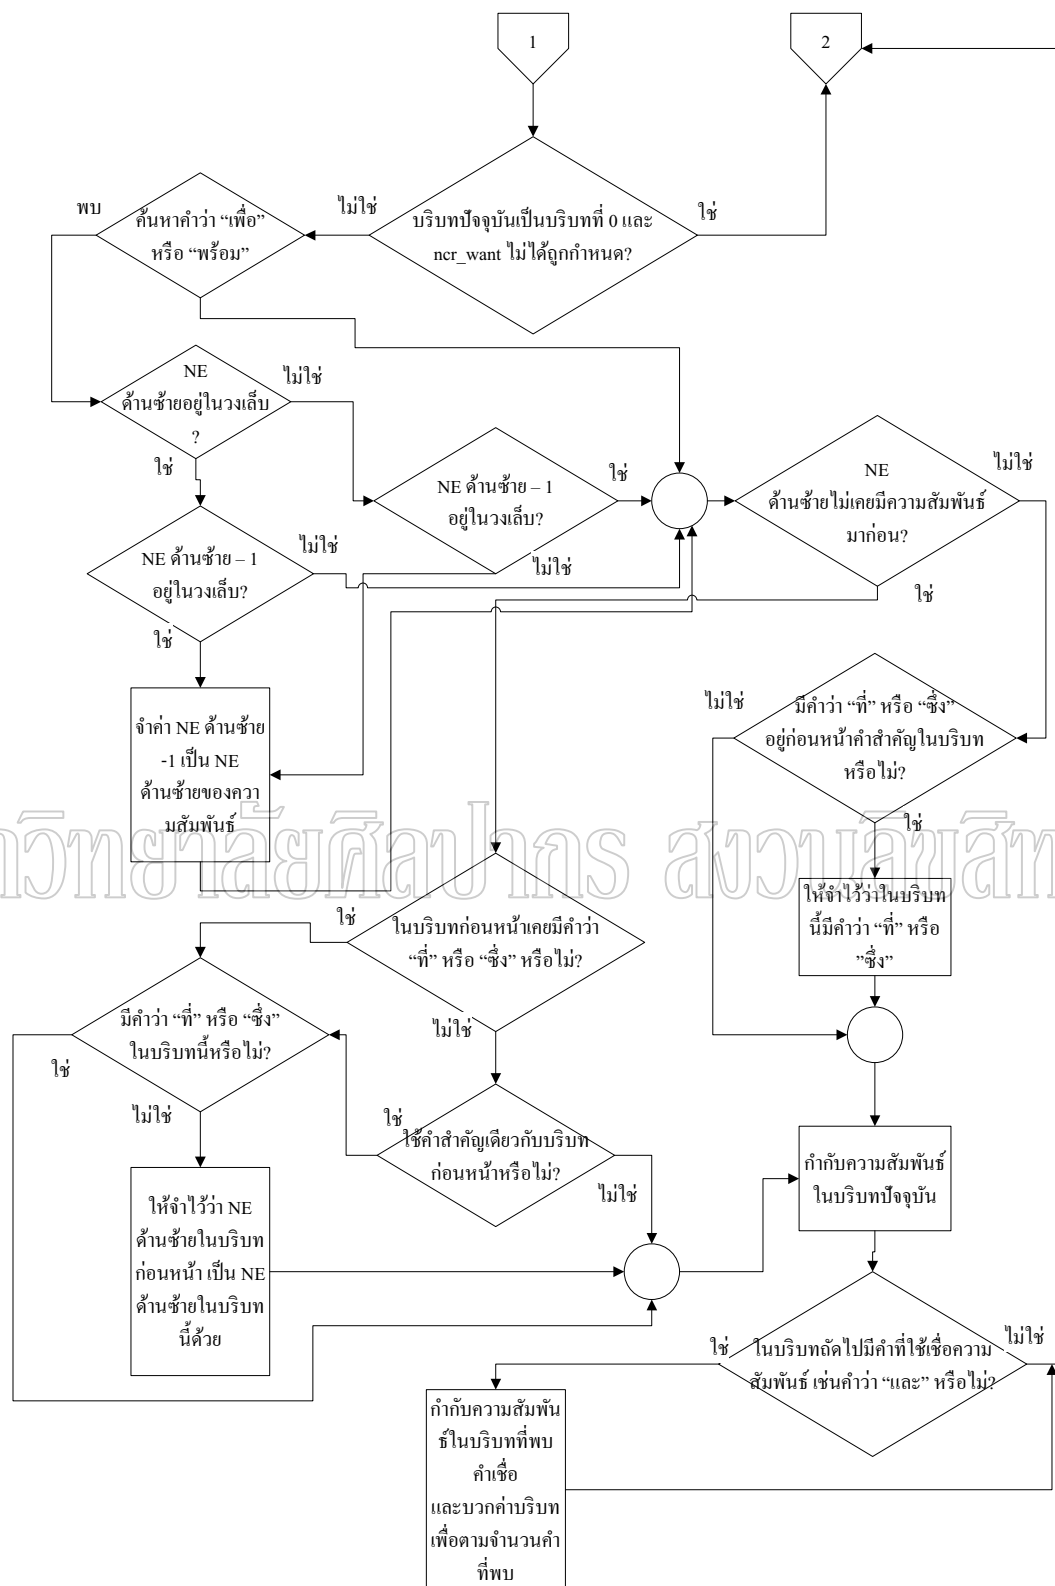 1
2
บริบทปัจจุบันเป็นบริบทที่ 0 และ
ncr_want ไม่ได้ถูกกำหนด?
ไม่ใช่
ใช่
พบ
ค้นหาคำว่า “เพื่อ”
หรือ “พร้อม”
NE
ด้านซ้ายอยู่ในวงเล็บ
?
ไม่ใช่
ใช่
NE ด้านซ้าย – 1
อยู่ในวงเล็บ?
ใช่
ไม่ใช่
NE
ด้านซ้ายไม่เคยมีความสัมพันธ์
มาก่อน?
ไม่ใช่
ใช่
NE ด้านซ้าย – 1
อยู่ในวงเล็บ?
ไม่ใช่
ใช่
จำค่า NE ด้านซ้าย
-1 เป็น NE
ด้านซ้ายของควา
มสัมพันธ์
มีคำว่า “ที่” หรือ “ซึ่ง”
อยู่ก่อนหน้าคำสำคัญในบริบท
หรือไม่?
ไม่ใช่
ใช่
ให้จำไว้ว่าในบริบท
นี้มีคำว่า “ที่” หรือ
”ซึ่ง”
ในบริบทก่อนหน้าเคยมีคำว่า
“ที่” หรือ “ซึ่ง” หรือไม่?
ใช่
ไม่ใช่
มีคำว่า “ที่” หรือ “ซึ่ง”
ในบริบทนี้หรือไม่?
ใช่
ไม่ใช่
ใช้คำสำคัญเดียวกับบริบท
ก่อนหน้าหรือไม่?
ใช่
ไม่ใช่
ให้จำไว้ว่า NE
ด้านซ้ายในบริบท
ก่อนหน้า เป็น NE
ด้านซ้ายในบริบท
นี้ด้วย
กำกับความสัมพันธ์
ในบริบทปัจจุบัน
ในบริบทถัดไปมีคำที่ใช้เชื่อความ
สัมพันธ์ เช่นคำว่า “และ” หรือไม่?
ใช่
ไม่ใช่
กำกับความสัมพัน
ธ์ในบริบทที่พบ
คำเชื่อ
และบวกค่าบริบท
เพื่อตามจำนวนคำ
ที่พบ